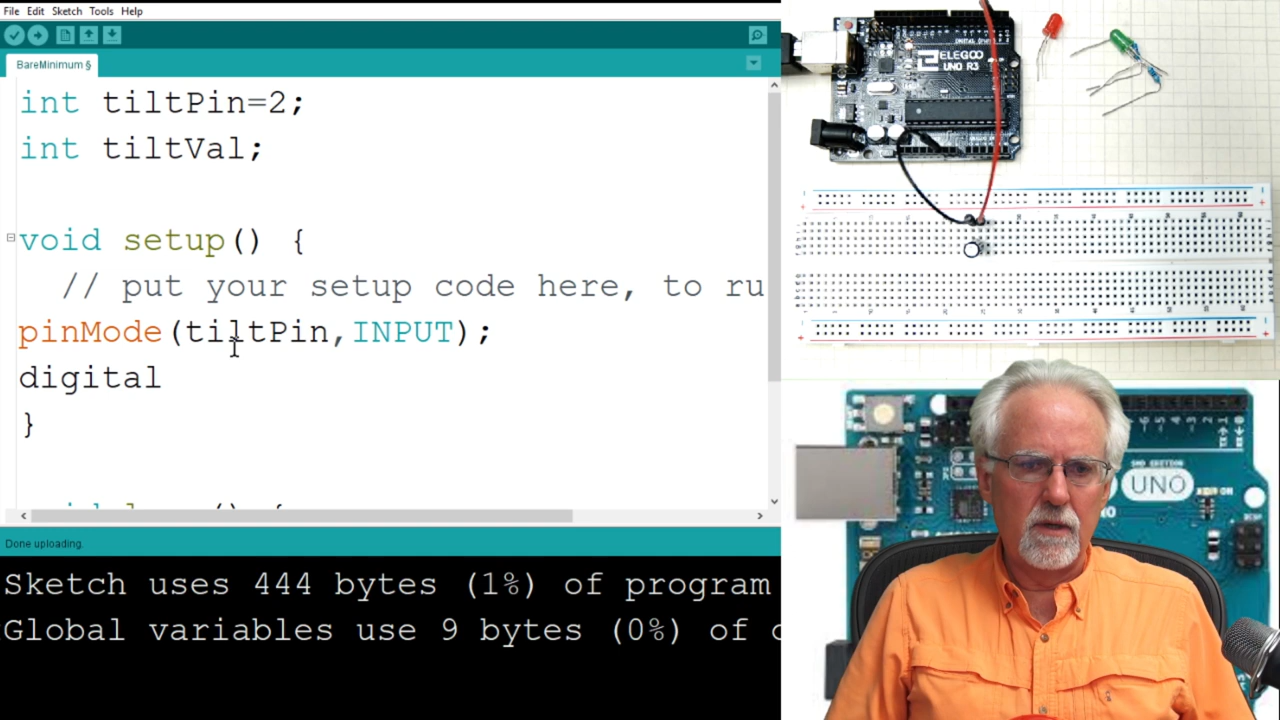 File Edit Sketch Tools Help
BareMinimum §
int tiltPin=2;
int tiltVal;
void setup() {
// put your setup code here, to ru
pinMode(tiltPin,INPUT);
digital
}
() {
Done uploading.
Sketch uses 444 bytes (1%) of program
Global variables use 9 bytes (0%) of
ELEGOO
UNO R3
SMD EDITION
UNO